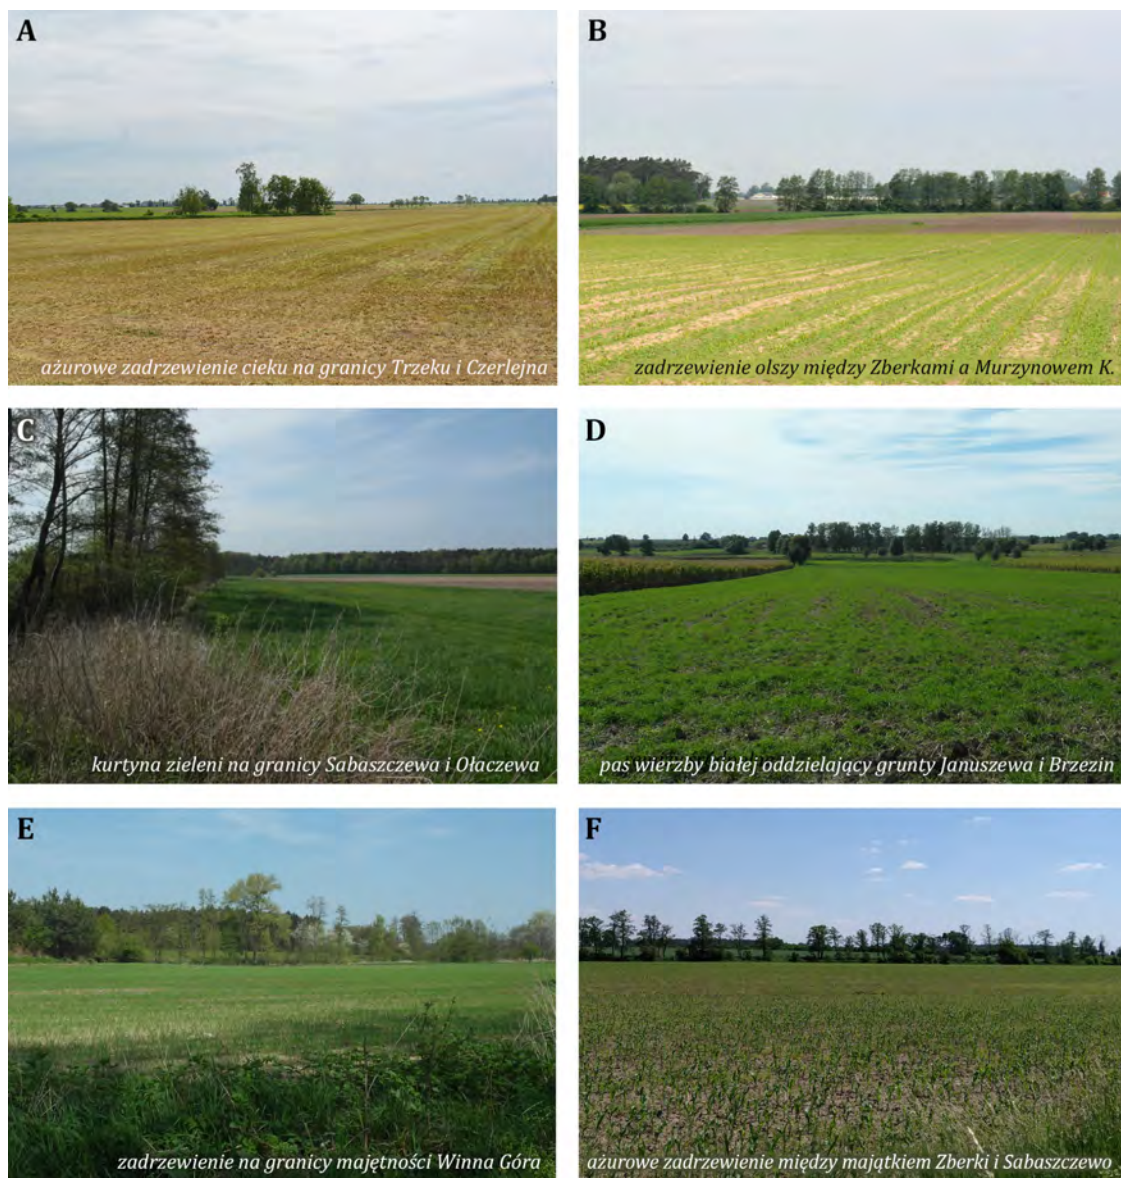 A
ażurowe zadrzewienie cieku na granicy Trzeku i Czerlejna
B
zadrzewienie olszy między Zberkami a Murzynowem K.
C
kurtyna zieleni na granicy Sabaszczewa i Ołaczewa
D
pas wierzby białej oddzielający grunty Januszewa i Brzezin
E
zadrzewienie na granicy majętności Winna Góra
F
ażurowe zadrzewienie między majątkiem Zberki i Sabaszczewo